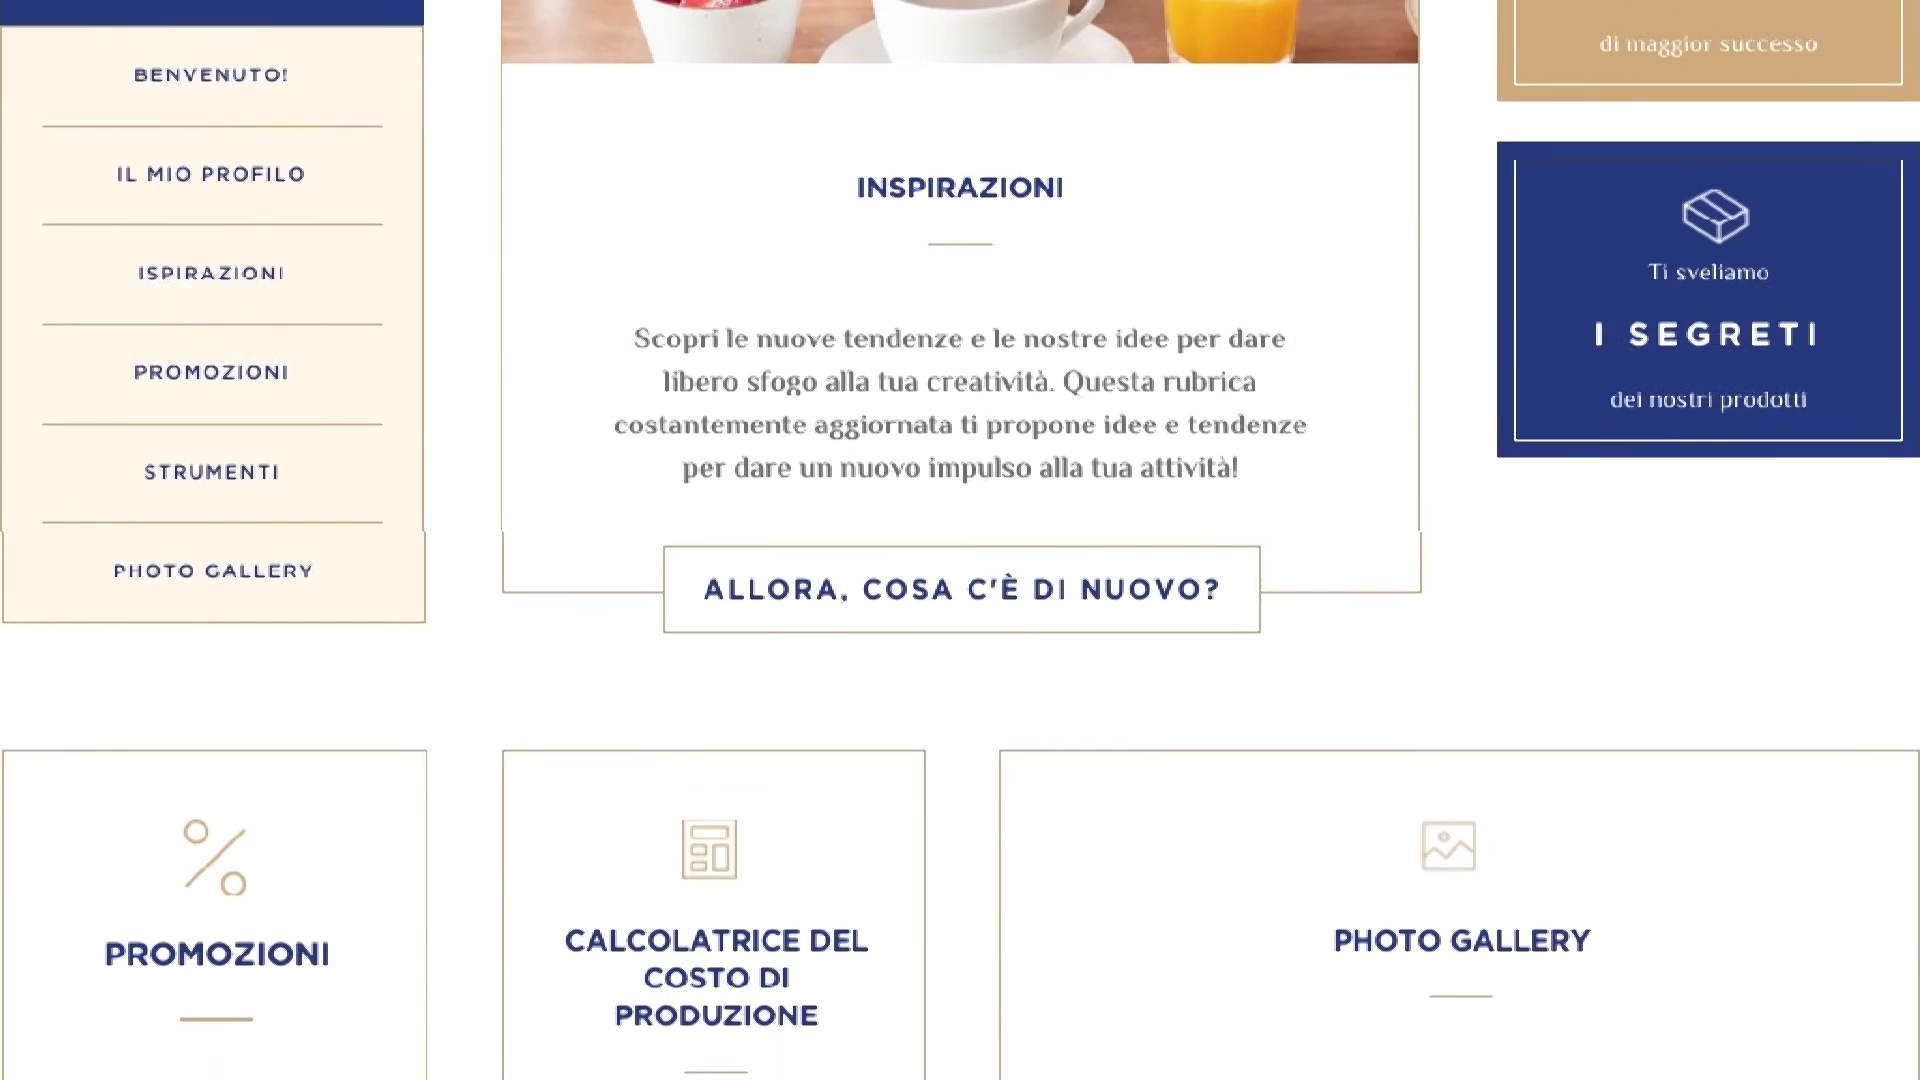 BENVENUTO!
IL MIO PROFILO
ISPIRAZIONI
PROMOZIONI
STRUMENTI
PHOTO GALLERY
INSPIRAZIONI
Scopri le nuove tendenze e le nostre idee per dare
libero sfogo alla tua creatività. Questa rubrica
costantemente aggiornata ti propone idee e tendenze
per dare un nuovo impulso alla tua attività!
ALLORA, COSA C'È DI NUOVO?
di maggior successo
Ti sveliamo
I SEGRETI
dei nostri prodotti
PROMOZIONI
CALCOLATRICE DEL
COSTO DI
PRODUZIONE
PHOTO GALLERY